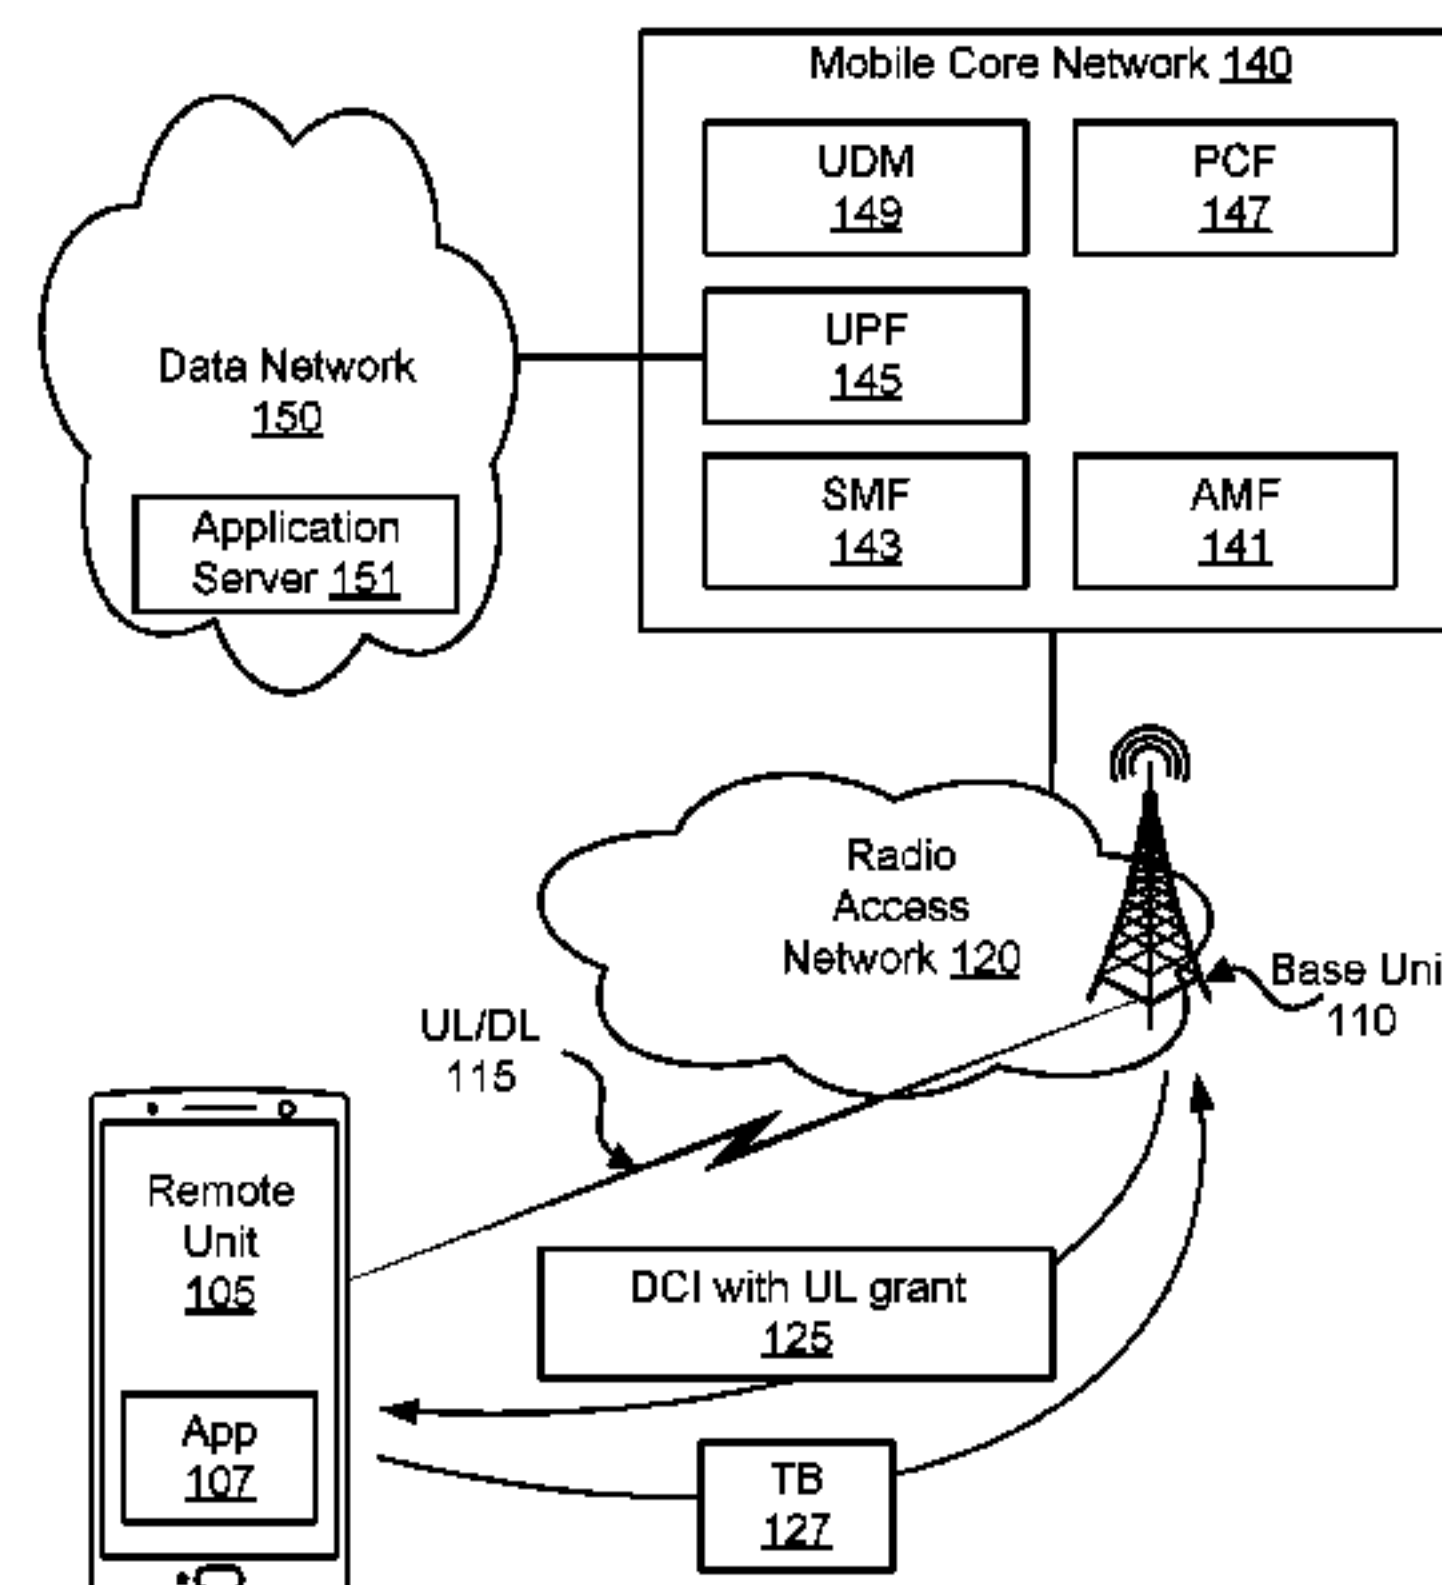 Mobile Core Network 140
UDM
149
PCF
147
UPF
145
Data Network
150
SMF
143
AMF
141
Application
Server 151
Radio
Access
Network 120
Base Uni
110
UL/DL
115
Remote
Unit
105
DCI with UL grant
125
App
107
TB
127